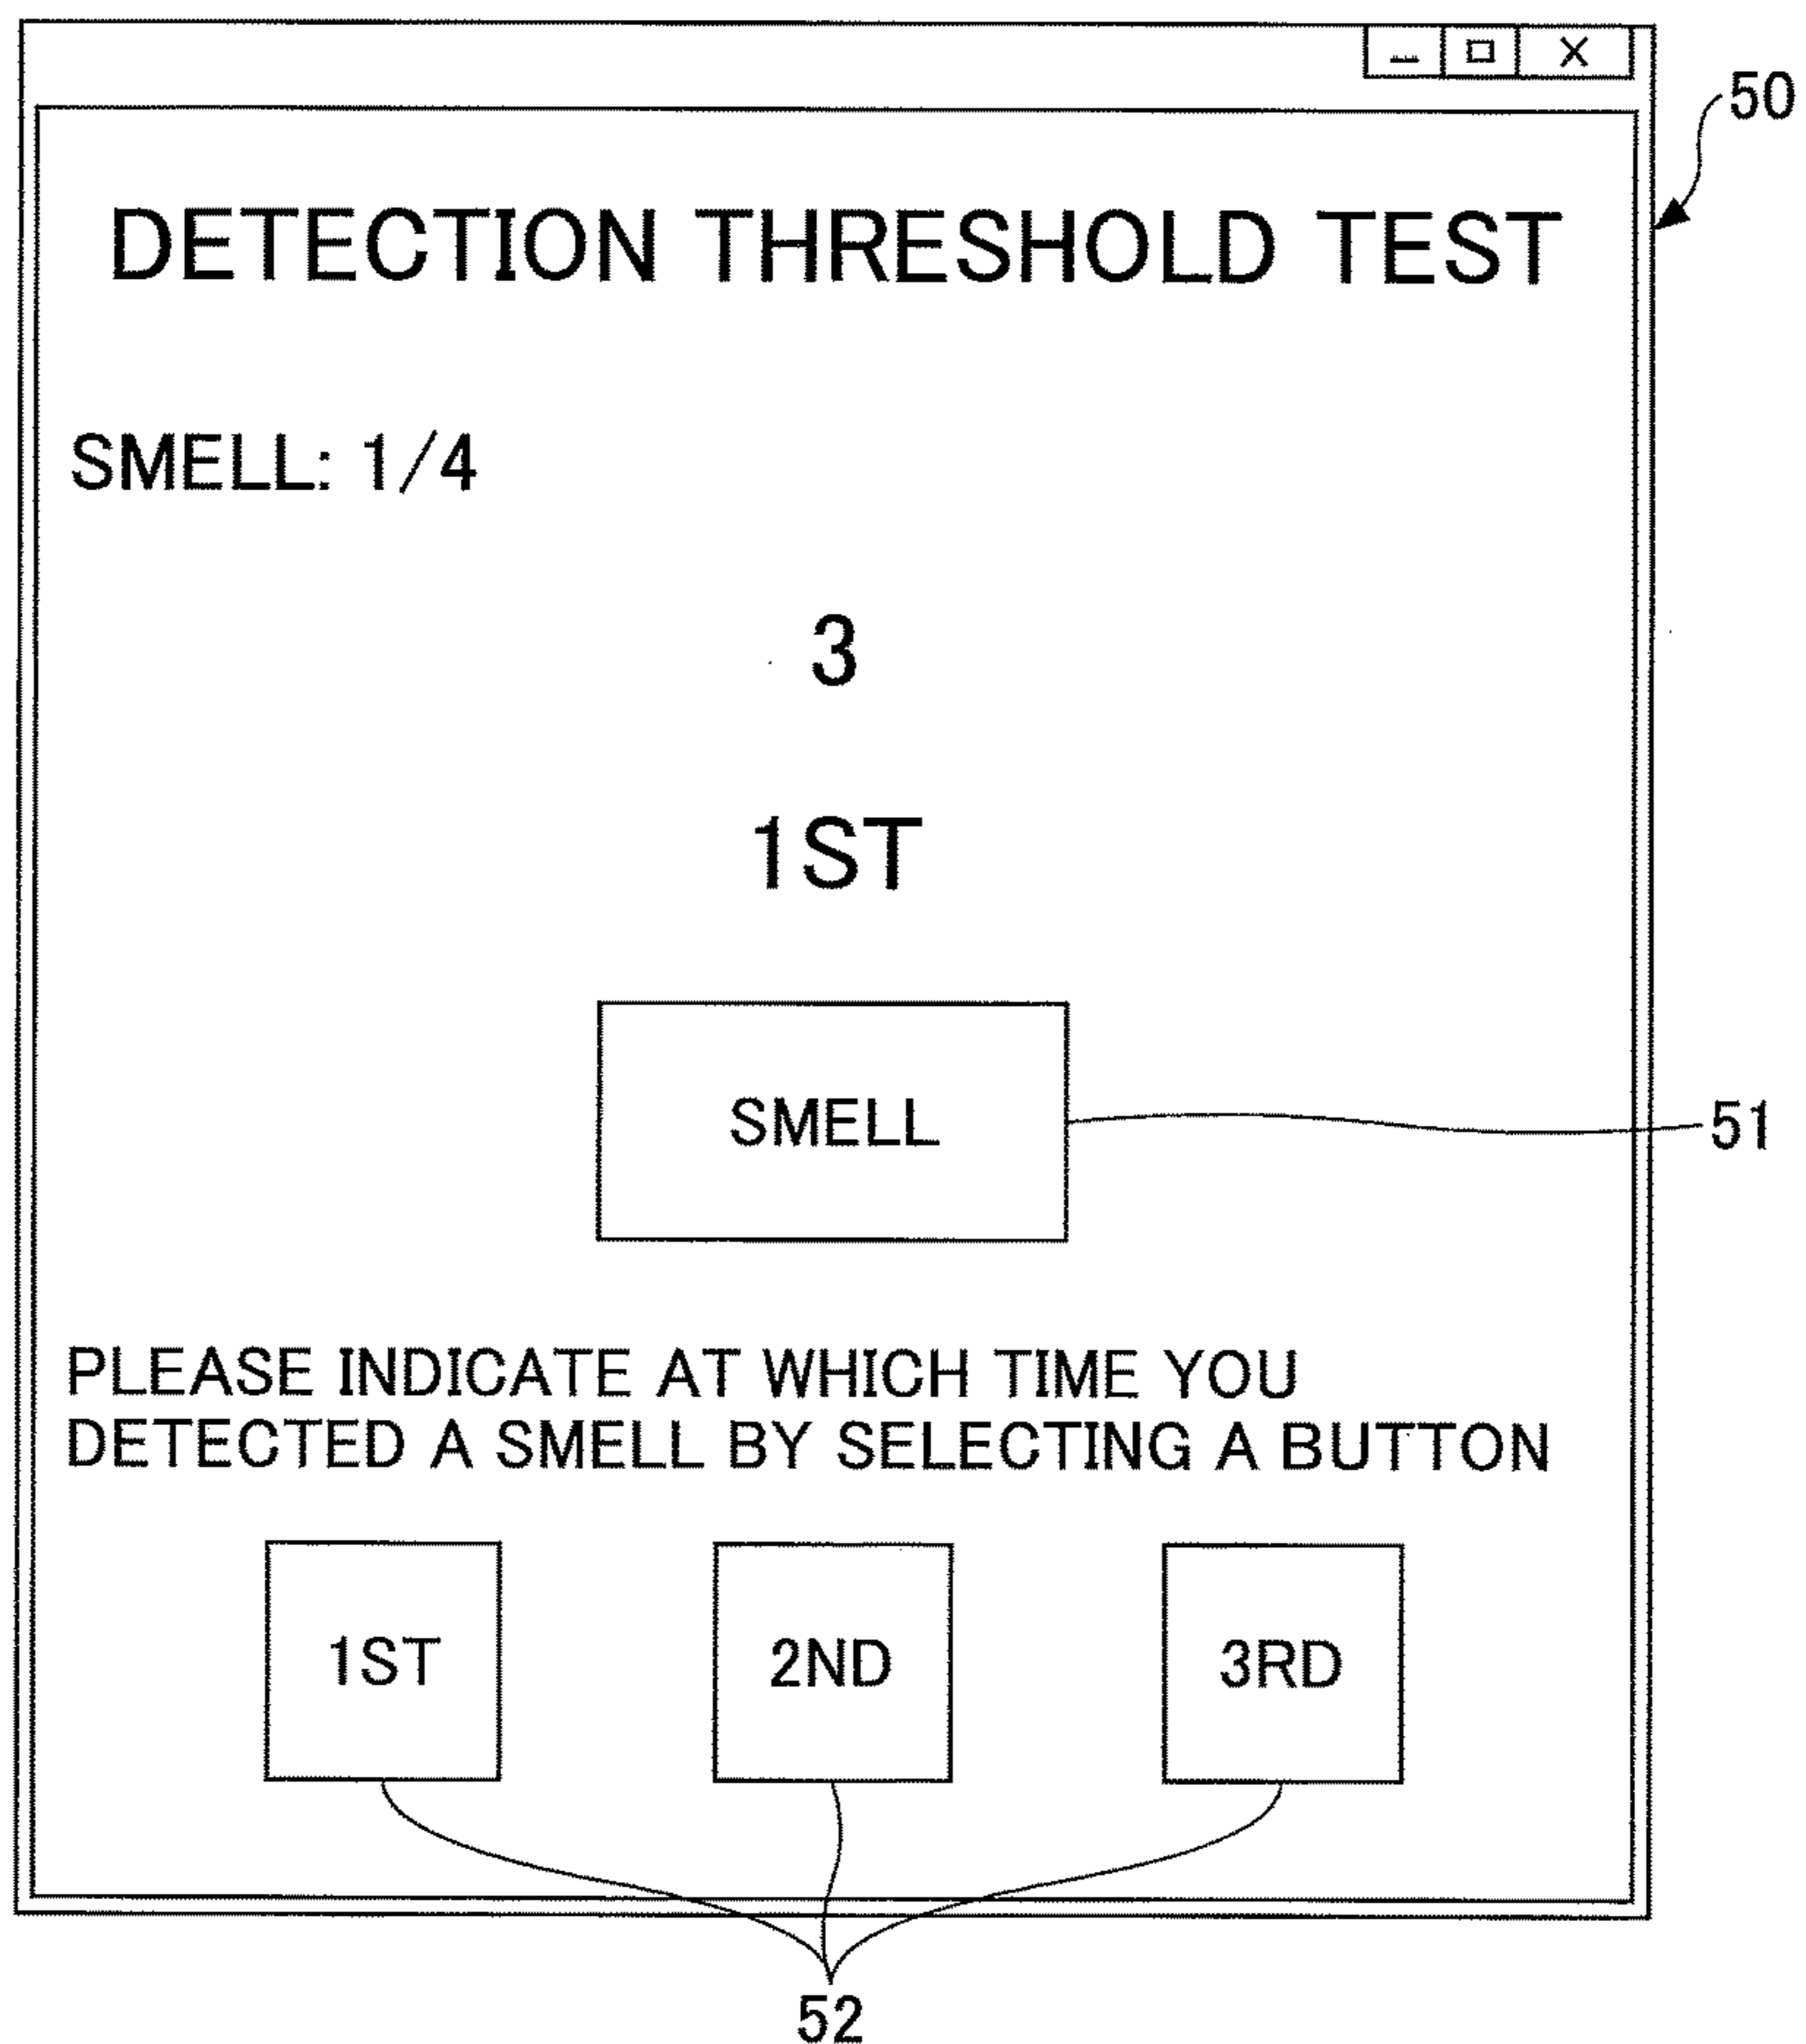 50
DETECTION THRESHOLD TEST
SMELL: 1/4
3
1ST
SMELL
51
PLEASE INDICATE AT WHICH TIME YOU
DETECTED A SMELL BY SELECTING A BUTTON
1ST 2ND 3RD
52